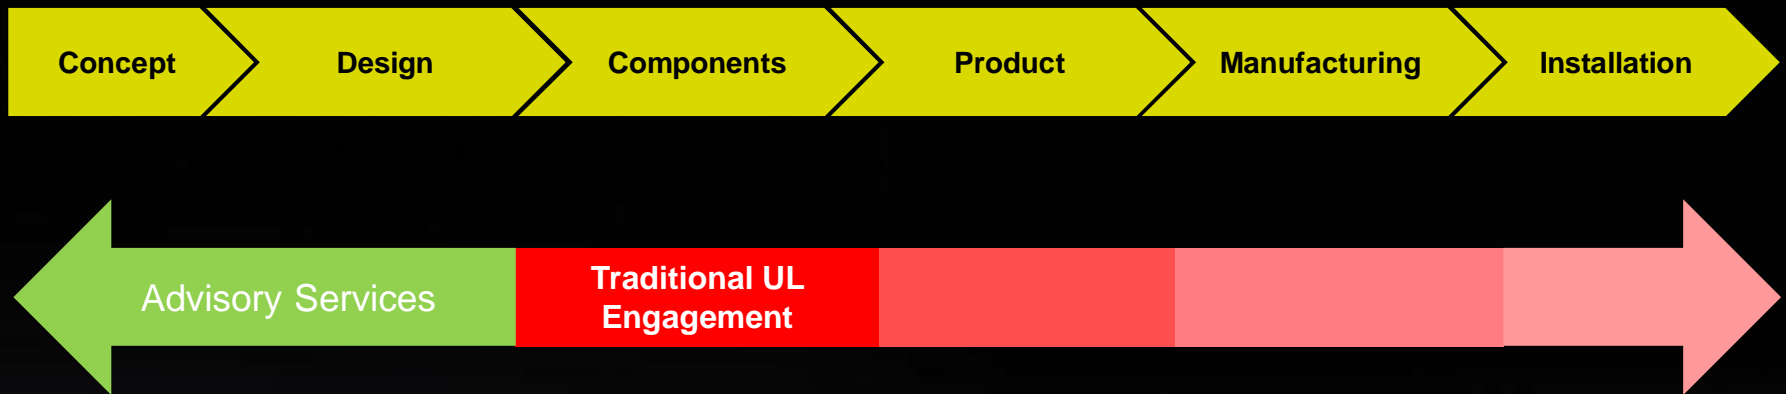 Concept Design Components Product Manufacturing Installation
Advisory Services
Traditional UL
Engagement